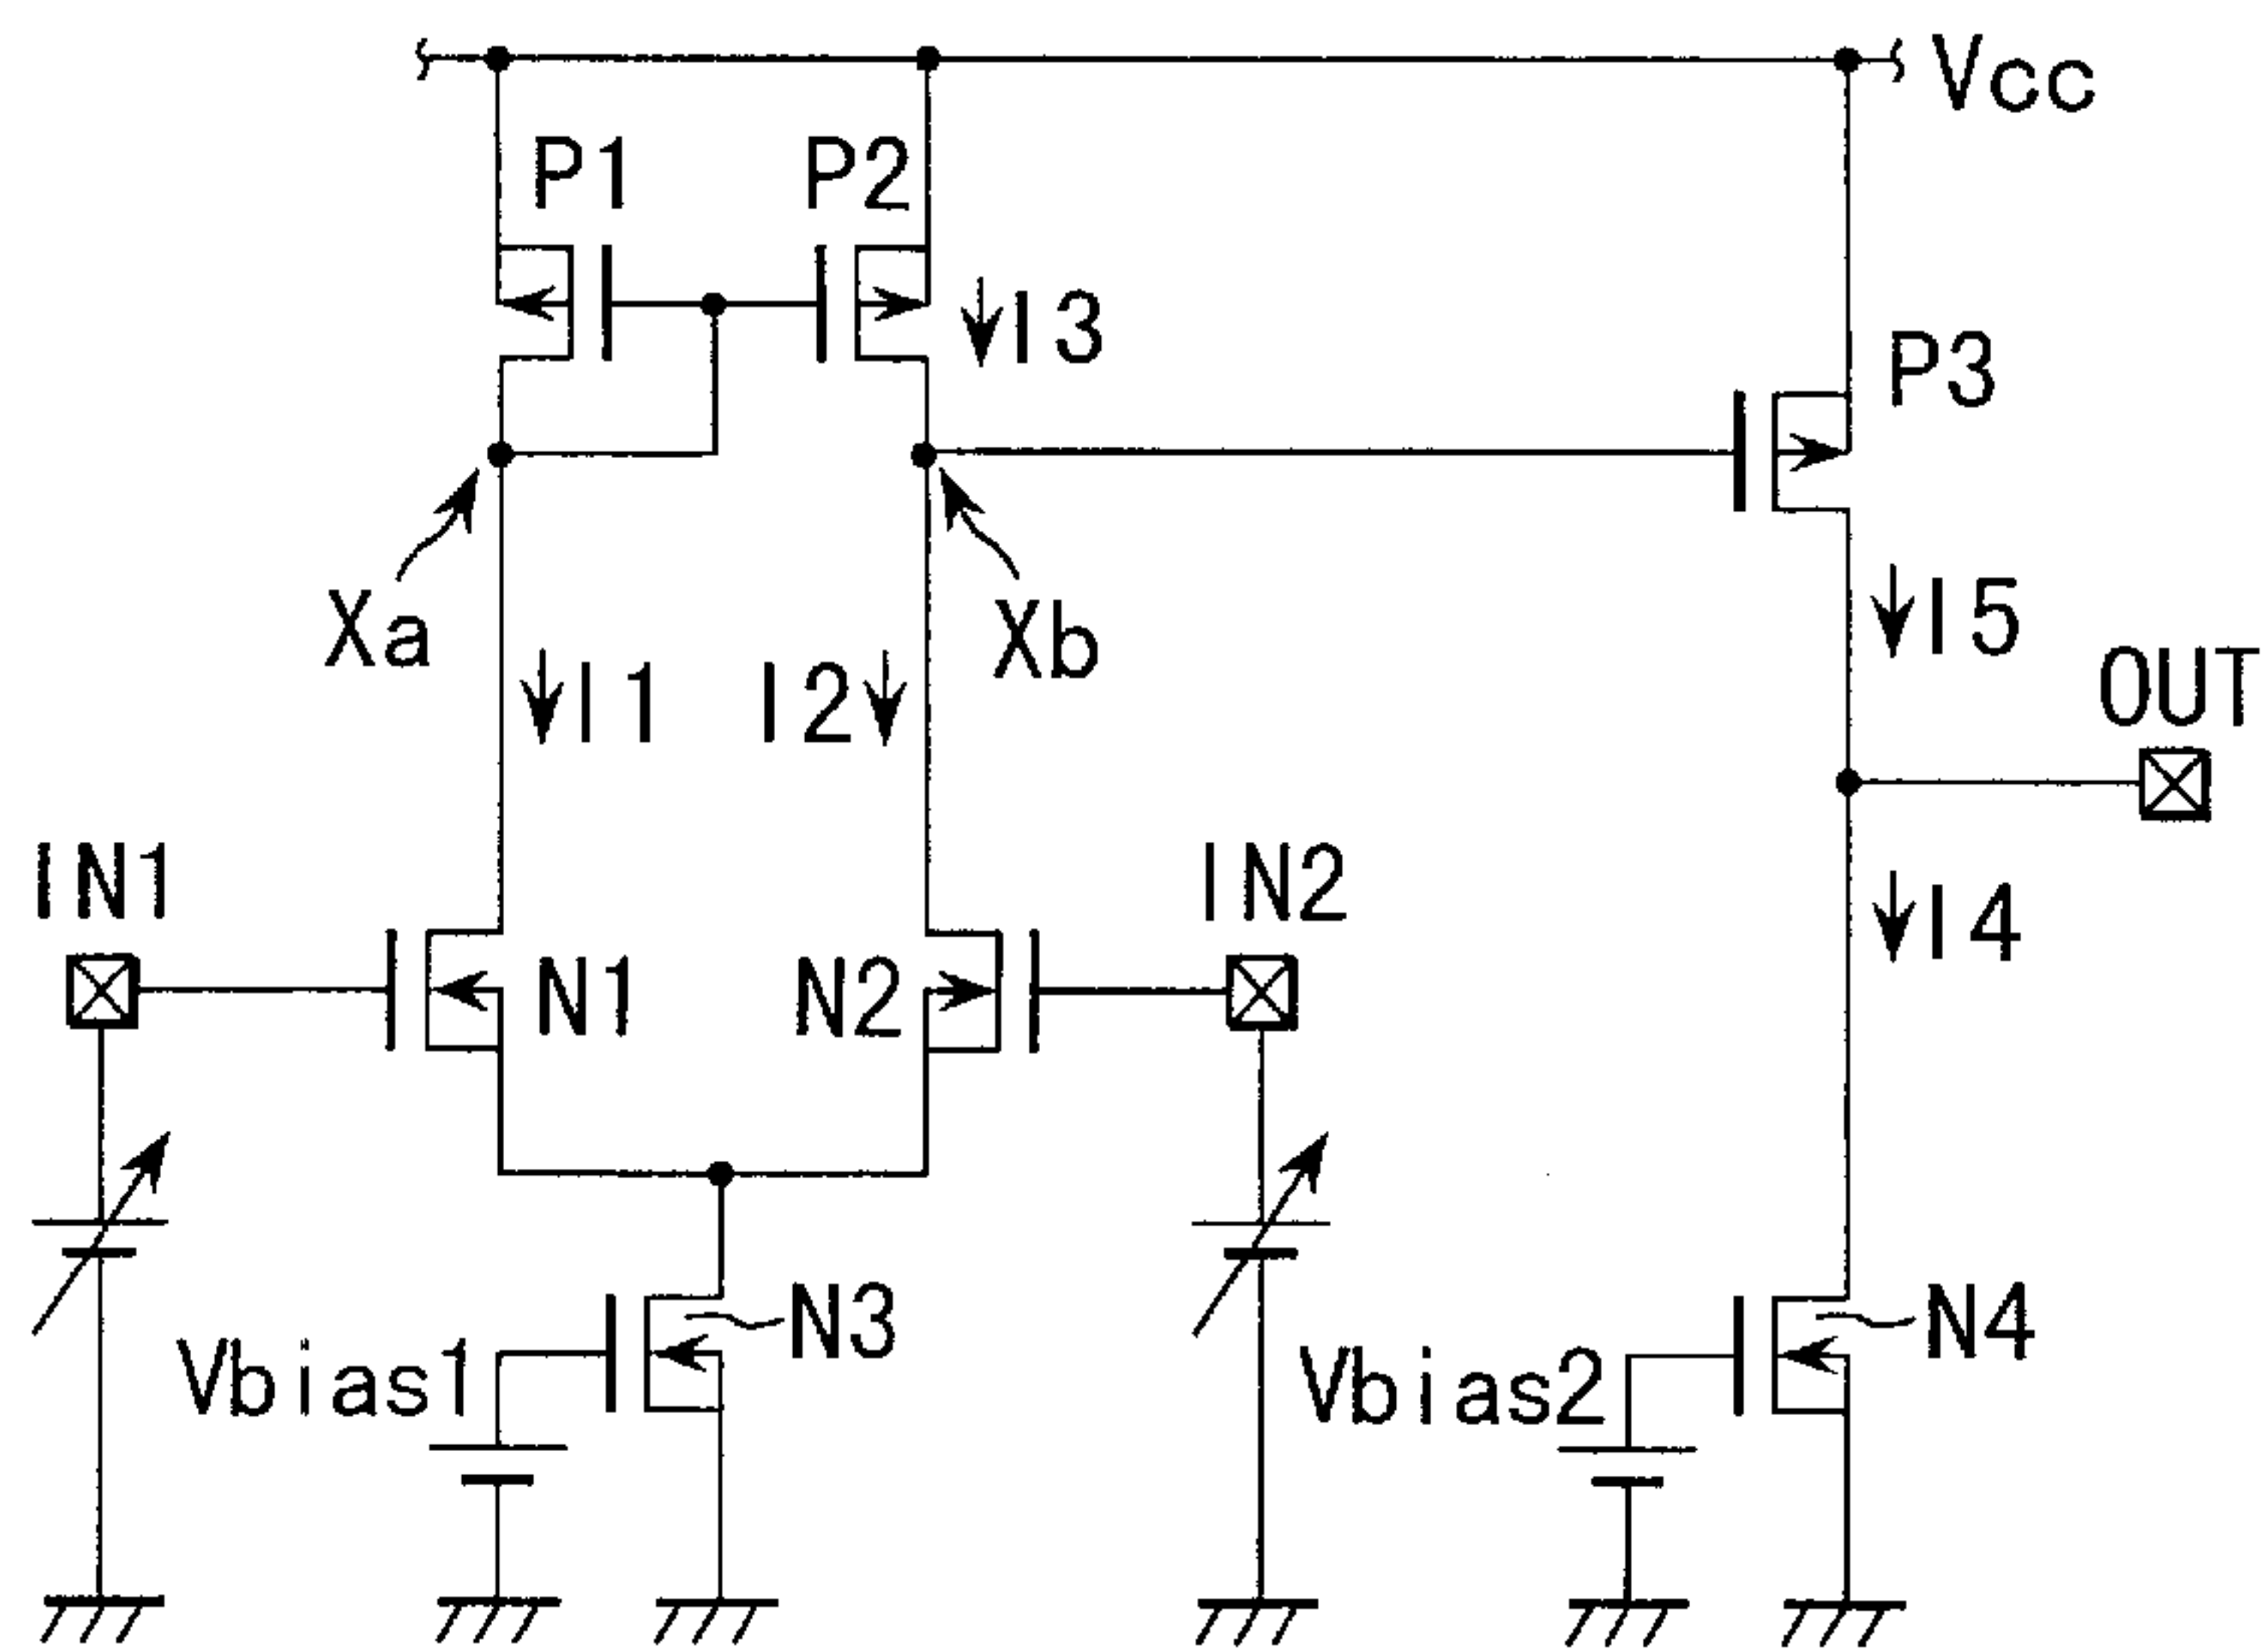 Vcc
P1
P2
I3
P3
Xa
Xb
I1
I2
I5
OUT
IN1
IN2
I4
N1
N2
N3
N4
Vbias1
Vbias2